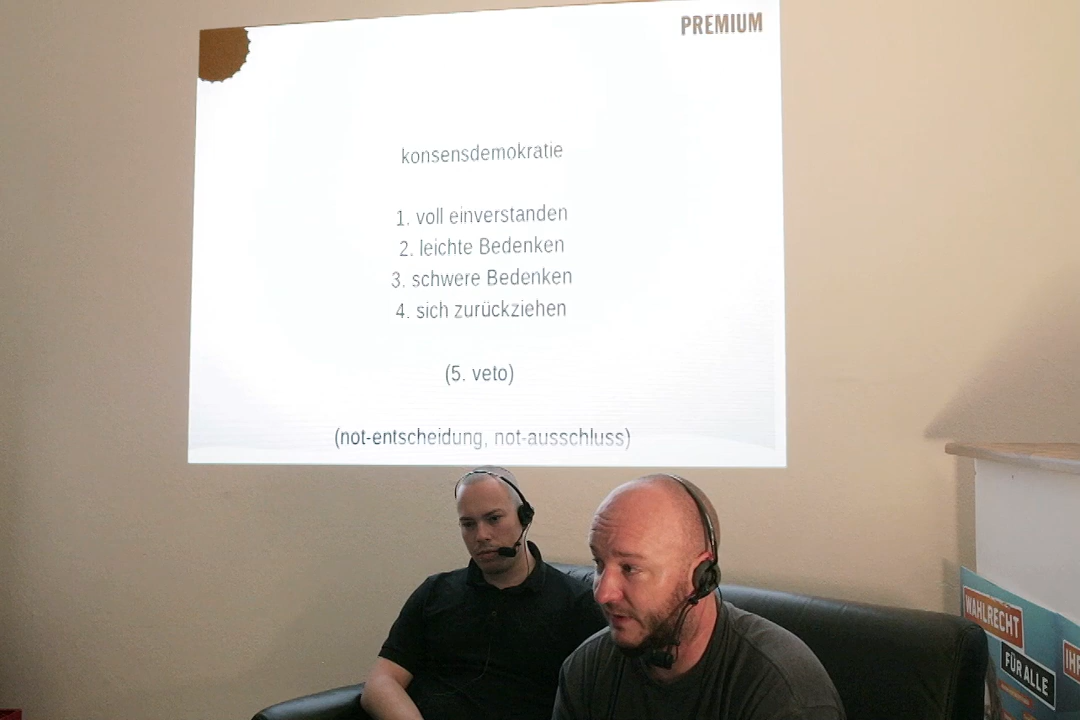 PREMIUM
konsensdemokratie
1. voll einverstanden
2. leichte Bedenken
3. schwere Bedenken
4. sich zurückziehen
(5. veto)
(not-entscheidung, not-ausschluss)
WAHLRECHT
FÜR ALLE